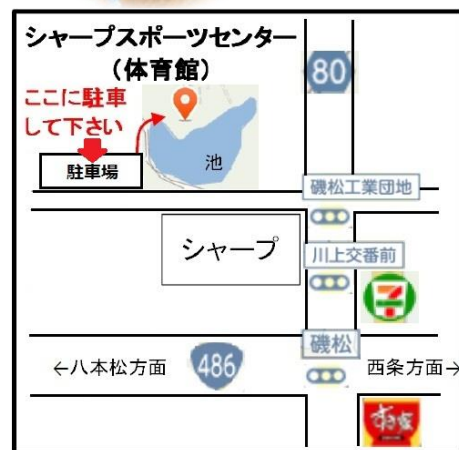 シャープスポーツセンター
（体育館）
80
ここに駐車
して下さい
駐車場
池
磯松工業団地
シャープ
川上交番前
磯松
←八本松方面
486
西条方面→
すき家